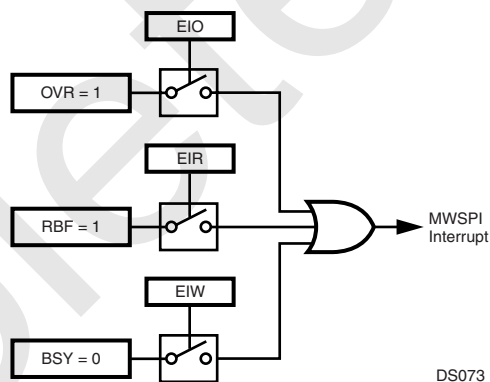 EIO
OVR = 1
EIR
RBF = 1
MWSPI
Interrupt
EIW
BSY = 0
DS073